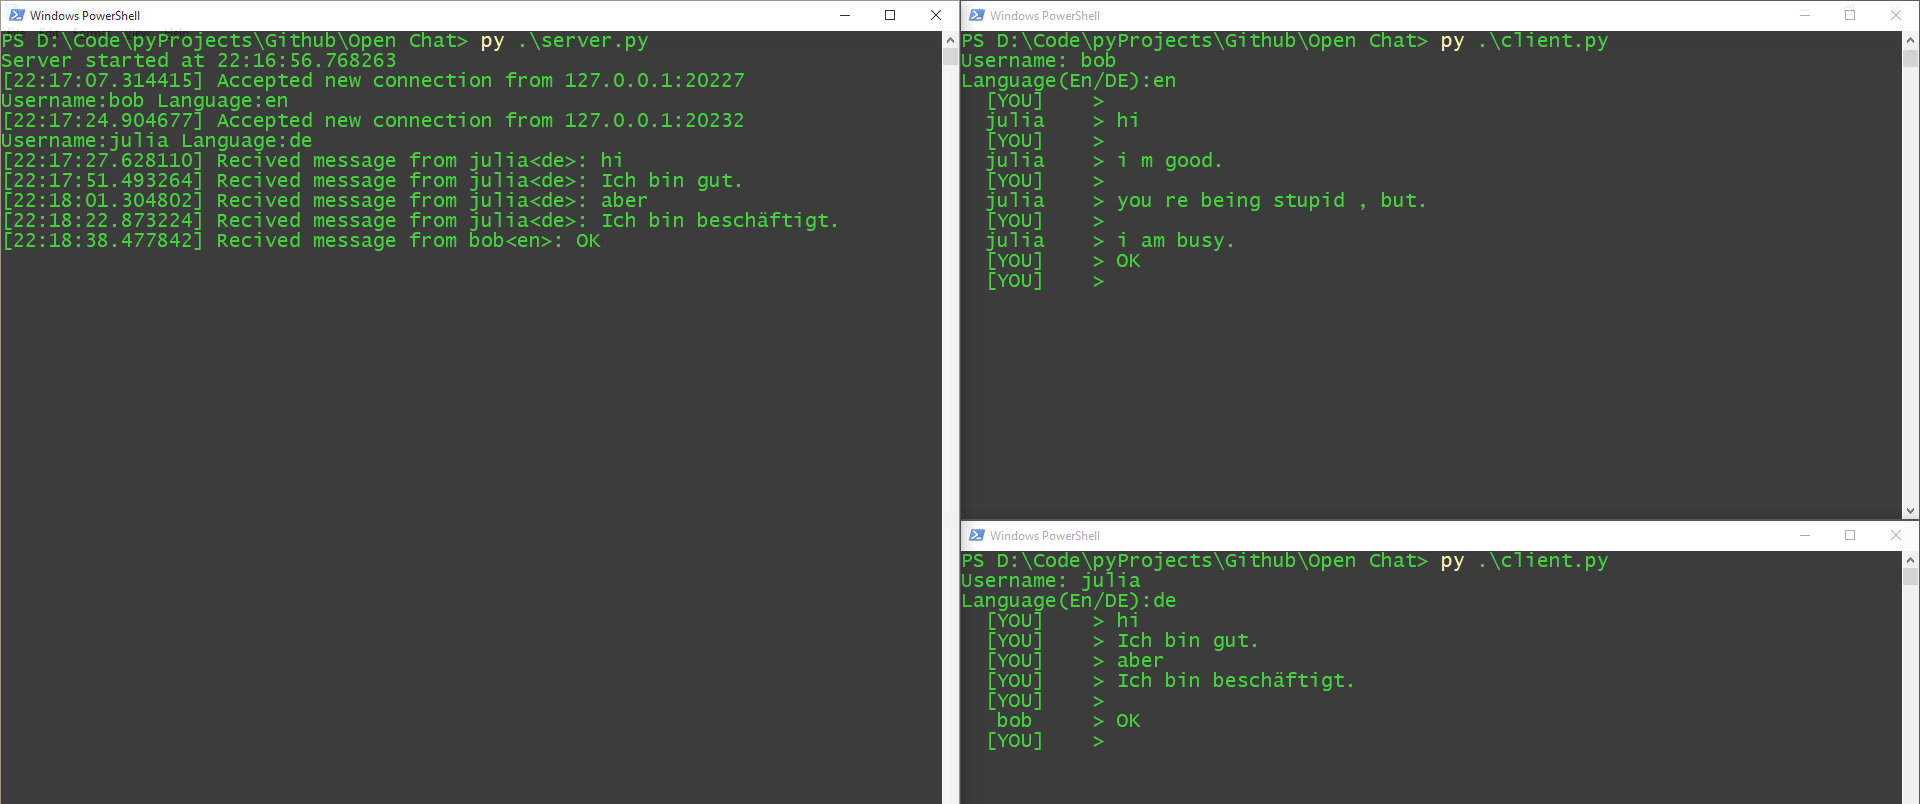 Windows PowerShell
PS D:\Code\pyProjects\Github\Open Chat> py .\server.py
Server started at 22:16:56.768263
[22:17:07.314415] Accepted new connection from 127.0.0.1:20227
Username:bob Language:en
[22:17:24.904677] Accepted new connection from 127.0.0.1:20232
Username:julia Language:de
[22:17:27.628110] Recived message from julia<de>: hi
[22:17:51.493264] Recived message from julia<de>: Ich bin gut.
[22:18:01.304802] Recived message from julia<de>: aber
[22:18:22.873224] Recived message from julia<de>: Ich bin beschäftigt.
[22:18:38.477842] Recived message from bob<en>: OK
Windows PowerShell
PS D:\Code\pyProjects\Github\Open Chat> py .\client.py
Username: bob
Language(En/DE):en
[YOU] >
julia > hi
[YOU] >
julia > i m good.
[YOU] >
julia > you re being stupid , but.
[YOU] >
julia > i am busy.
[YOU] > OK
[YOU] >
Windows PowerShell
PS D:\Code\pyProjects\Github\Open Chat> py .\client.py
Username: julia
Language(En/DE):de
[YOU] > hi
[YOU] > Ich bin gut.
[YOU] > aber
[YOU] > Ich bin beschäftigt.
[YOU] >
bob > OK
[YOU] >